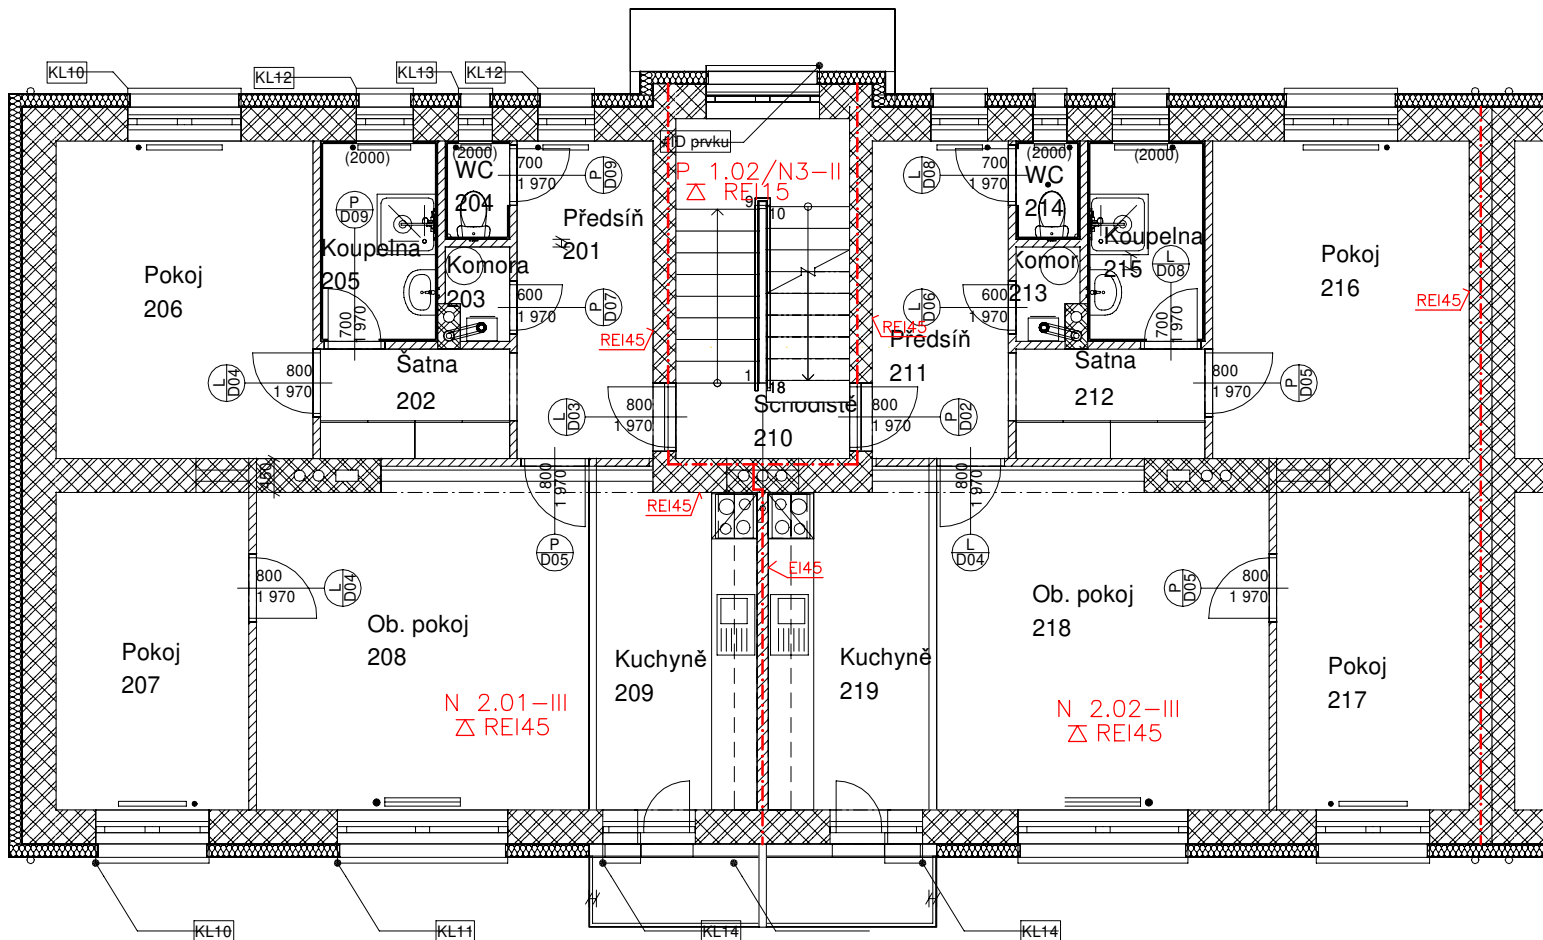 KL10
KL12
KL13
KL12
ID prvku
P 1.02/N3-II
REI15
(2000)
(2000)
(2000)
(2000)
WC
204
700
1 970
P
D09
P
D09
Předsíň
201
Koupelna
205
Komora
203
600
1 970
P
D07
Pokoj
206
700
1 970
Šatna
202
800
1 970
L
D04
REI45
9
10
1
18
800
1 970
L
D03
Schodiště
210
800
1 970
P
D02
REI45
Předsíň
211
L
D08
700
1 970
WC
214
Koupelna
215
L
D08
Komor
213
L
D06
600
1 970
700
1 970
Šatna
212
800
1 970
P
D05
Pokoj
216
REI45
450
800
1 970
P
D05
REI45
EI45
800
1 970
L
D04
800
1 970
L
D04
Pokoj
207
Ob. pokoj
208
N 2.01-III
REI45
Kuchyně
209
Kuchyně
219
Ob. pokoj
218
N 2.02-III
REI45
P
D05
800
1 970
Pokoj
217
KL10
KL11
KL14
KL14